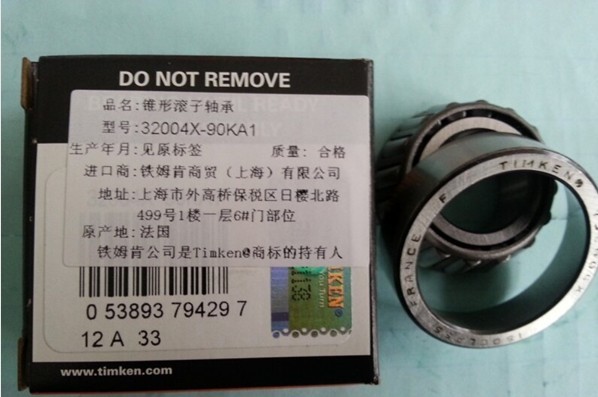 DO NOT REMOVE
品名:锥形滚子轴承
型号:32004X-90KA1
生产年月:见原标签 质量: 合格
进口商:铁姆肯商贸(上海)有限公司
地址:上海市外高桥保税区日樱北路
499号1楼一层6#门部位
原产地:法国
铁姆肯公司是Timken@商标的持有人
0 53893 79429 7
12 A 33
www.timken.com
TIMKEN®
FRANCE